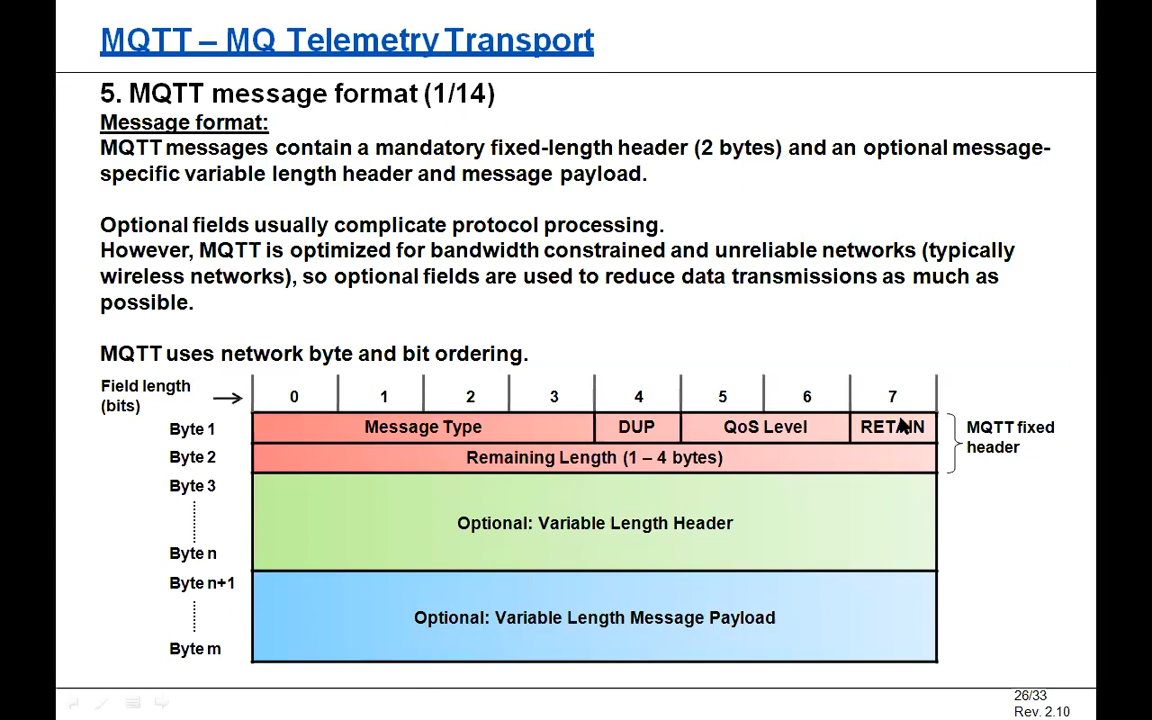 MQTT – MQ Telemetry Transport
5. MQTT message format (1/14)
Message format:
MQTT messages contain a mandatory fixed-length header (2 bytes) and an optional message-
specific variable length header and message payload.
Optional fields usually complicate protocol processing.
However, MQTT is optimized for bandwidth constrained and unreliable networks (typically
wireless networks), so optional fields are used to reduce data transmissions as much as
possible.
MQTT uses network byte and bit ordering.
Field length
(bits)
0 1 2 3 4 5 6 7
Byte 1 Message Type DUP QoS Level RETAIN
MQTT fixed
header
Byte 2 Remaining Length (1 – 4 bytes)
Byte 3
Optional: Variable Length Header
Byte n
Byte n+1
Optional: Variable Length Message Payload
Byte m
26/33
Rev. 2.10